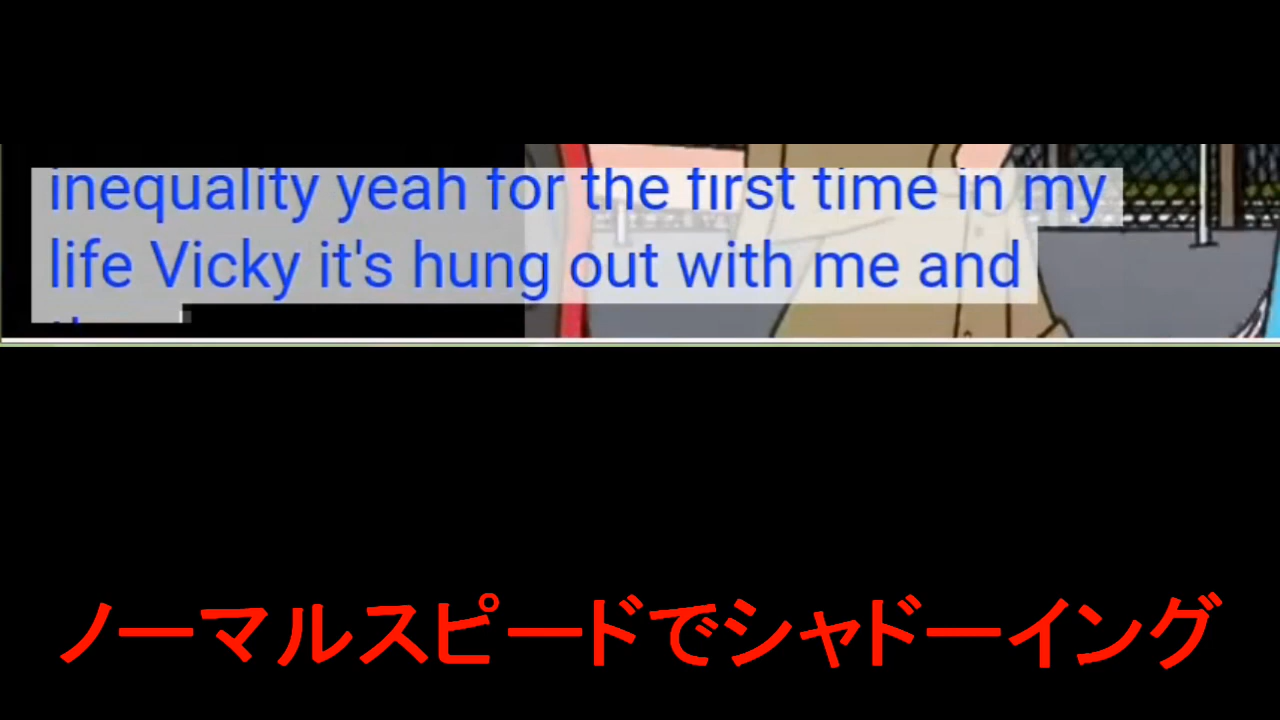 inequality yeah for the first time in my
life Vicky it's hung out with me and
ノーマルスピードでシャドーイング